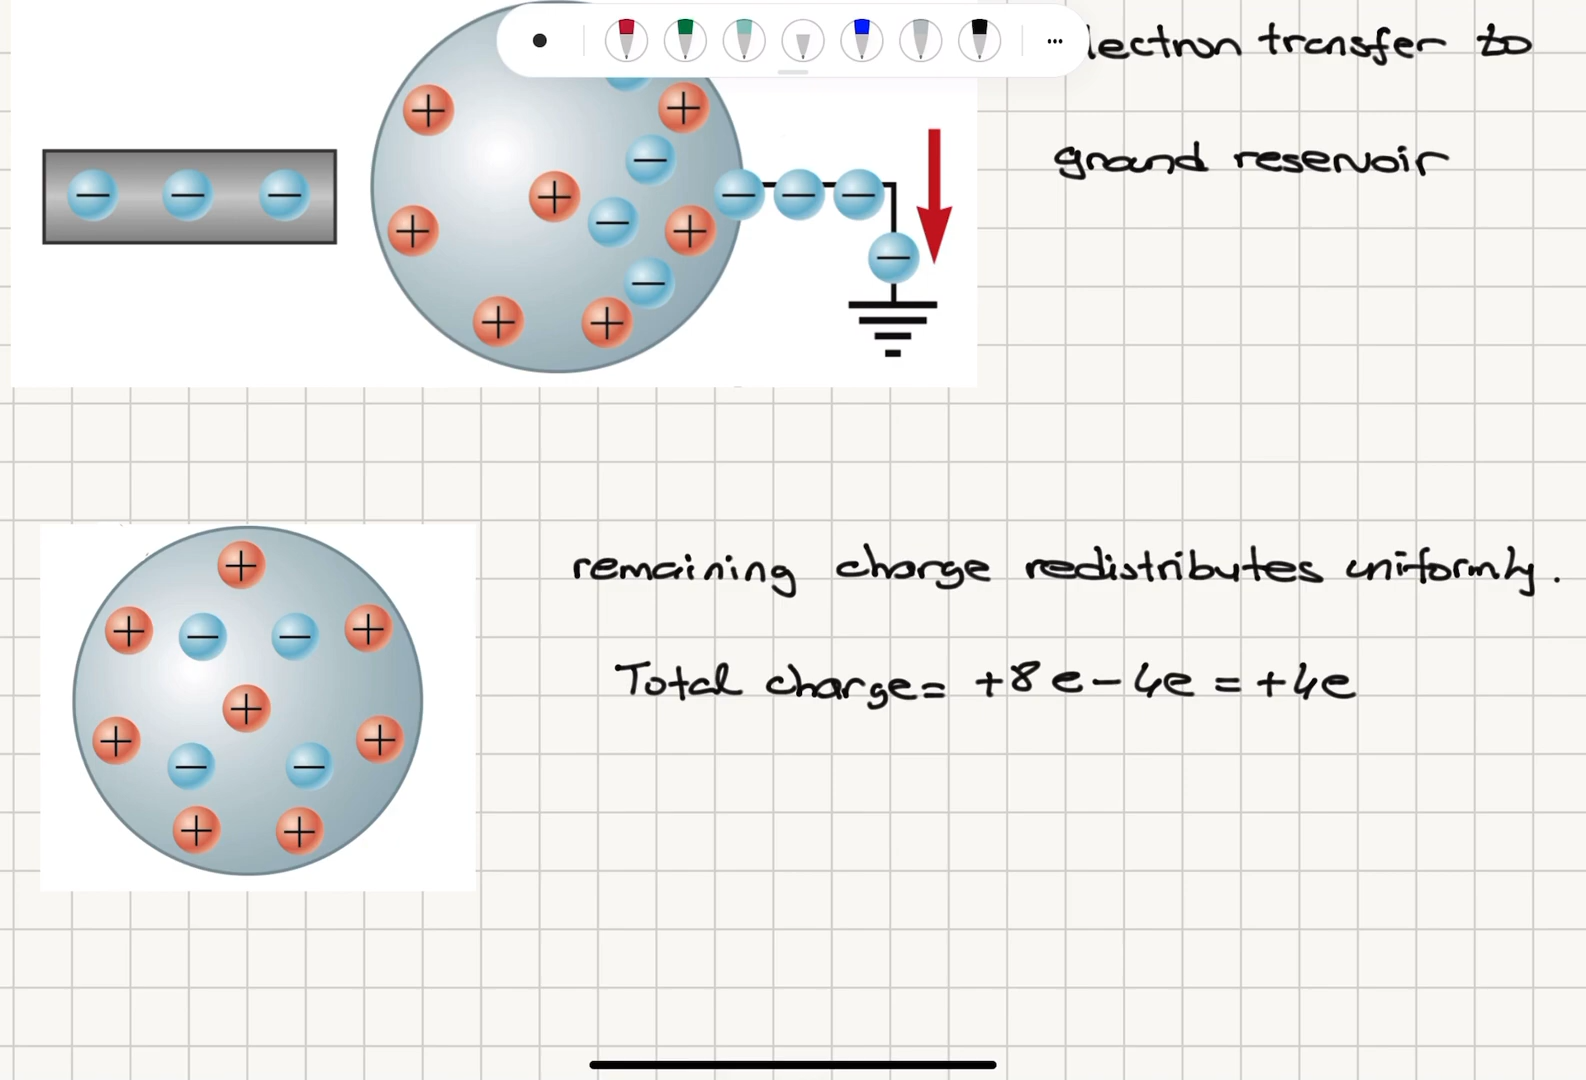 lectron transfer to
ground reservoir
remaining charge redistributes uniformly.
Total charge= +8e-4e = +4e